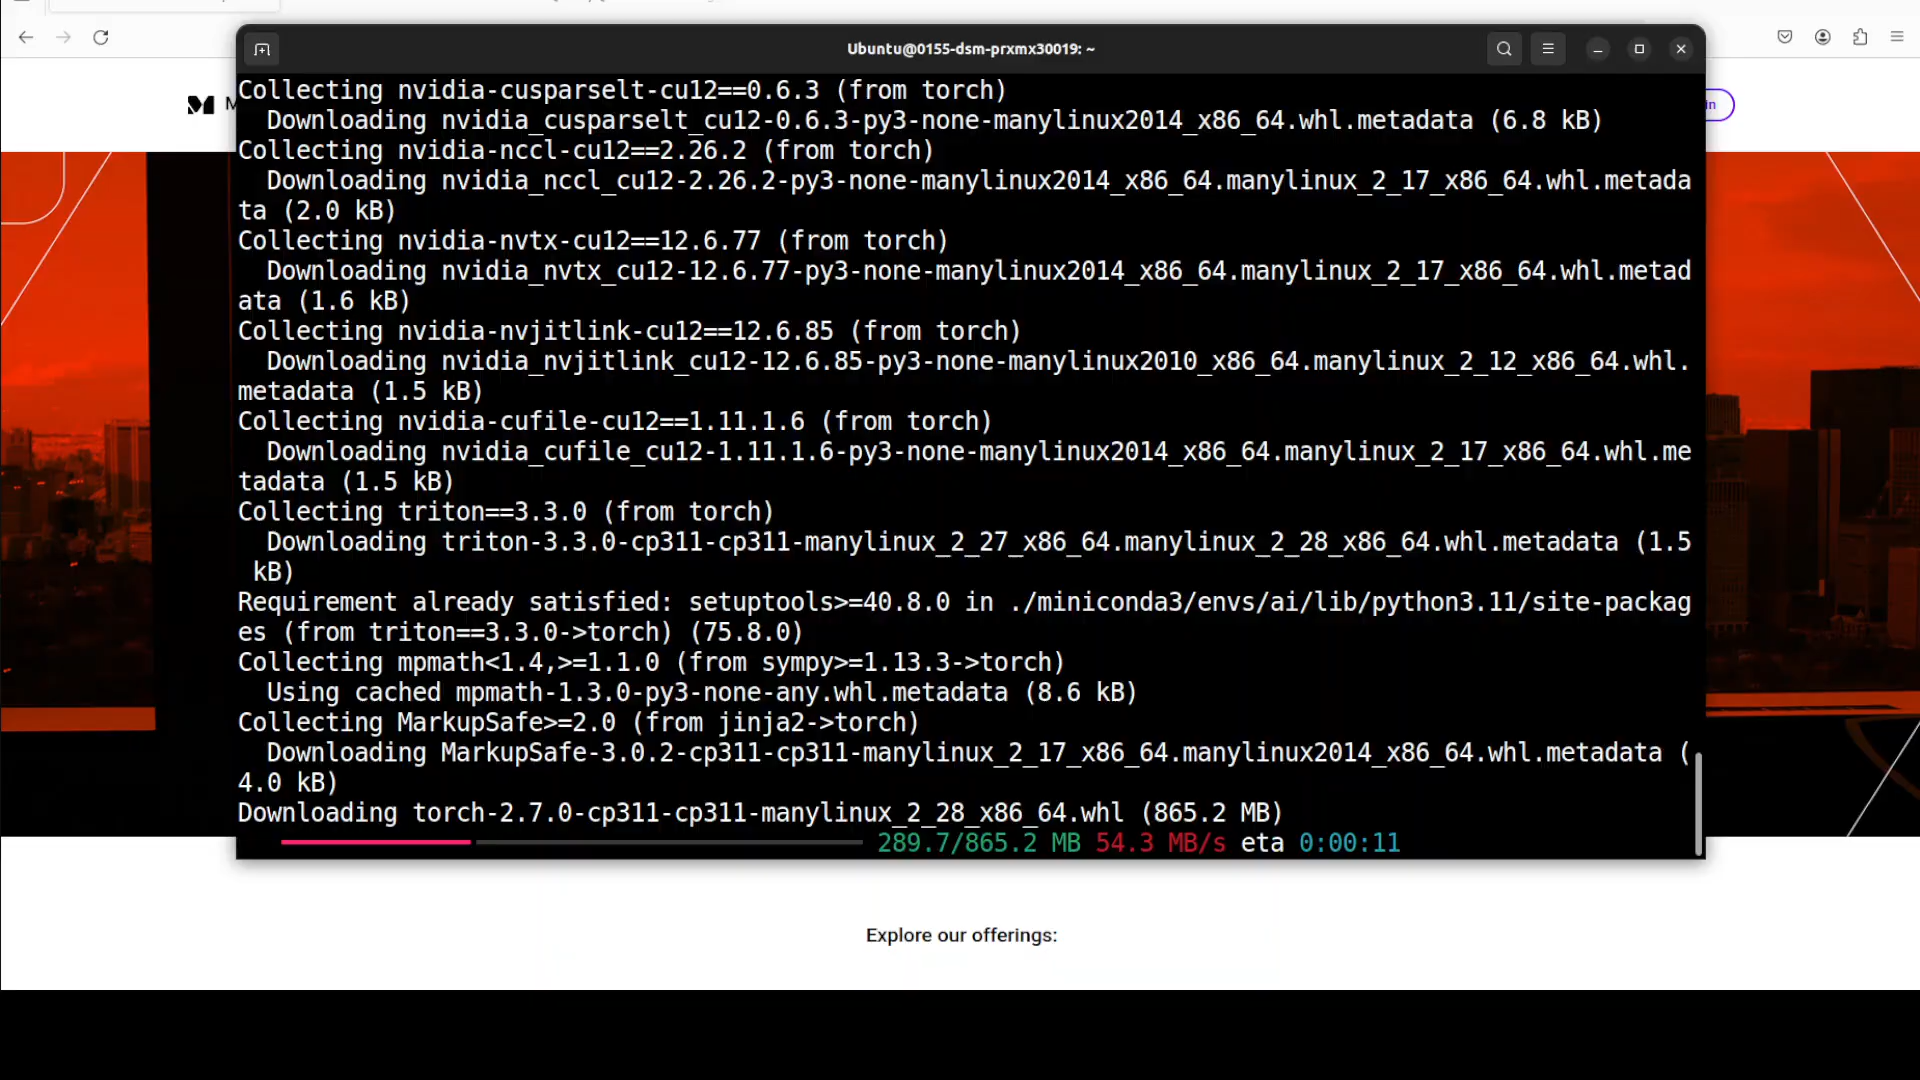 Ubuntu@0155-dsm-prxmx30019: ~
M
in
Collecting nvidia-cusparselt-cu12==0.6.3 (from torch)
  Downloading nvidia_cusparselt_cu12-0.6.3-py3-none-manylinux2014_x86_64.whl.metadata (6.8 kB)
Collecting nvidia-nccl-cu12==2.26.2 (from torch)
  Downloading nvidia_nccl_cu12-2.26.2-py3-none-manylinux2014_x86_64.manylinux_2_17_x86_64.whl.metada
ta (2.0 kB)
Collecting nvidia-nvtx-cu12==12.6.77 (from torch)
  Downloading nvidia_nvtx_cu12-12.6.77-py3-none-manylinux2014_x86_64.manylinux_2_17_x86_64.whl.metad
ata (1.6 kB)
Collecting nvidia-nvjitlink-cu12==12.6.85 (from torch)
  Downloading nvidia_nvjitlink_cu12-12.6.85-py3-none-manylinux2010_x86_64.manylinux_2_12_x86_64.whl.
metadata (1.5 kB)
Collecting nvidia-cufile-cu12==1.11.1.6 (from torch)
  Downloading nvidia_cufile_cu12-1.11.1.6-py3-none-manylinux2014_x86_64.manylinux_2_17_x86_64.whl.me
tadata (1.5 kB)
Collecting triton==3.3.0 (from torch)
  Downloading triton-3.3.0-cp311-cp311-manylinux_2_27_x86_64.manylinux_2_28_x86_64.whl.metadata (1.5
 kB)
Requirement already satisfied: setuptools>=40.8.0 in ./miniconda3/envs/ai/lib/python3.11/site-packag
es (from triton==3.3.0->torch) (75.8.0)
Collecting mpmath<1.4,>=1.1.0 (from sympy>=1.13.3->torch)
  Using cached mpmath-1.3.0-py3-none-any.whl.metadata (8.6 kB)
Collecting MarkupSafe>=2.0 (from jinja2->torch)
  Downloading MarkupSafe-3.0.2-cp311-cp311-manylinux_2_17_x86_64.manylinux2014_x86_64.whl.metadata (
4.0 kB)
Downloading torch-2.7.0-cp311-cp311-manylinux_2_28_x86_64.whl (865.2 MB)
289.7/865.2 MB 54.3 MB/s eta 0:00:11
Explore our offerings: